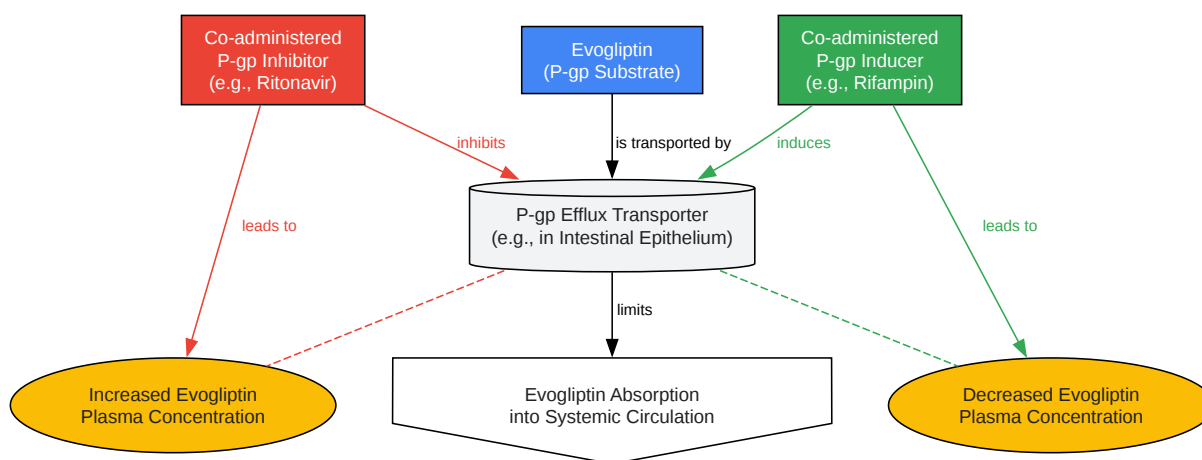 Co-administered
P-gp Inhibitor
(e.g., Ritonavir)
Evogliptin
(P-gp Substrate)
Co-administered
P-gp Inducer
(e.g., Rifampin)
inhibits
is transported by
induces
P-gp Efflux Transporter
(e.g., in Intestinal Epithelium)
leads to
leads to
limits
Increased Evogliptin
Plasma Concentration
Evogliptin Absorption
into Systemic Circulation
Decreased Evogliptin
Plasma Concentration